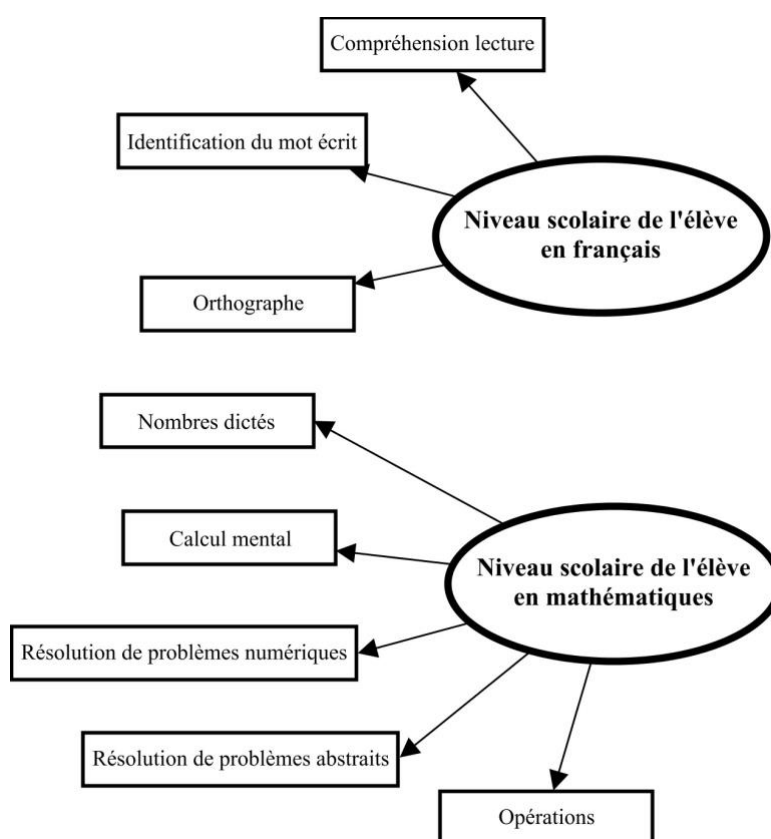 Compréhension lecture
Identification du mot écrit
Niveau scolaire de l'élève
en français
Orthographe
Nombres dictés
Calcul mental
Niveau scolaire de l'élève
en mathématiques
Résolution de problèmes numériques
Résolution de problèmes abstraits
Opérations